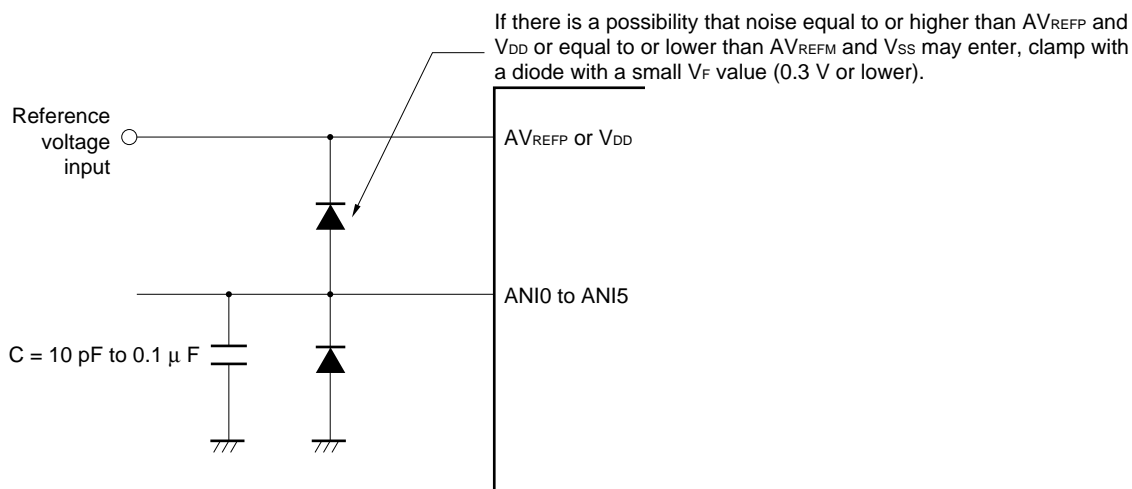 If there is a possibility that noise equal to or higher than AVREFP and
VDD or equal to or lower than AVREFM and VSS may enter, clamp with
a diode with a small VF value (0.3 V or lower).
Reference
voltage
input
AVREFP or VDD
ANI0 to ANI5
C = 10 pF to 0.1 μ F